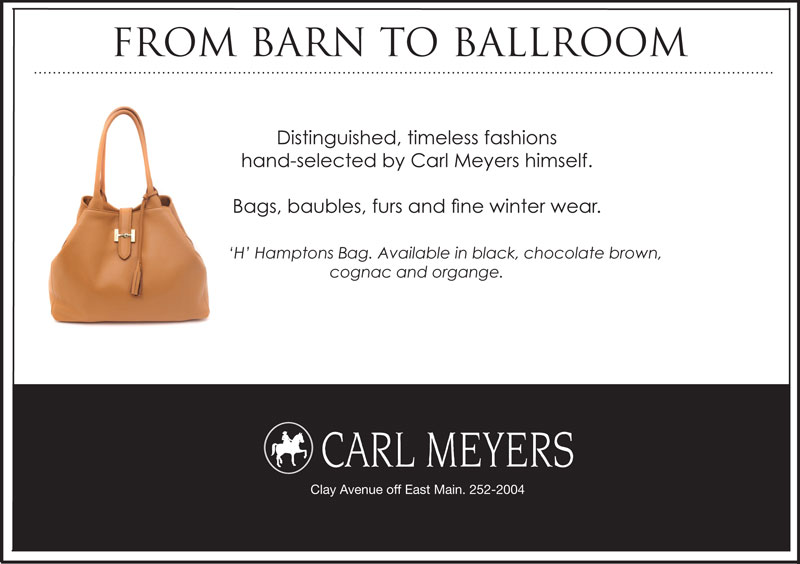 FROM BARN TO BALLROOM
Distinguished, timeless fashions
hand-selected by Carl Meyers himself.
Bags, baubles, furs and fine winter wear.
‘H’ Hamptons Bag. Available in black, chocolate brown,
cognac and organge.
CARL MEYERS
Clay Avenue off East Main. 252-2004